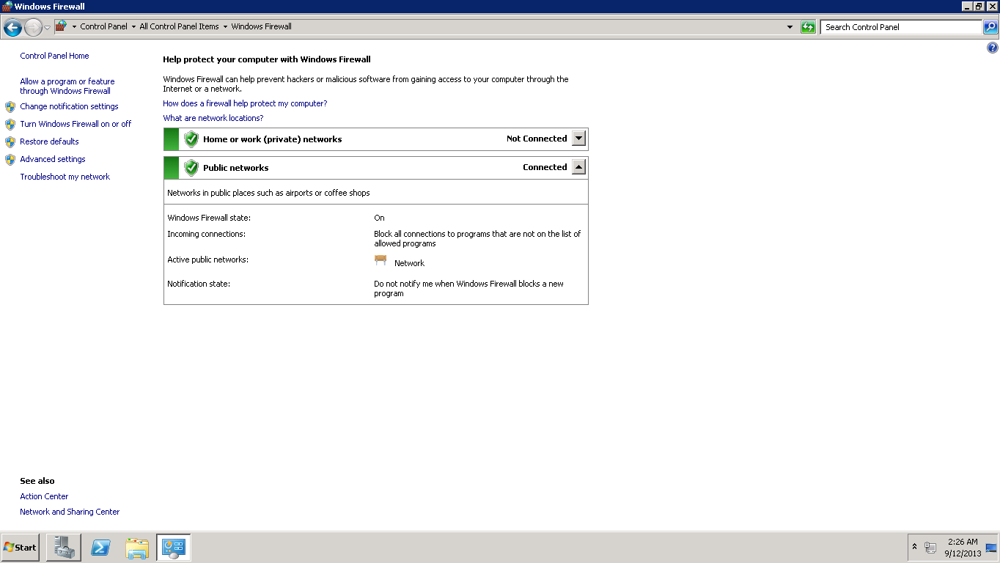 Windows Firewall
Control Panel
All Control Panel Items
Windows Firewall
Search Control Panel
Control Panel Home
Allow a program or feature
through Windows Firewall
Change notification settings
Turn Windows Firewall on or off
Restore defaults
Advanced settings
Troubleshoot my network
Help protect your computer with Windows Firewall
Windows Firewall can help prevent hackers or malicious software from gaining access to your computer through the
Internet or a network.
How does a firewall help protect my computer?
What are network locations?
Home or work (private) networks Not Connected
Public networks Connected
Networks in public places such as airports or coffee shops
Windows Firewall state: On
Incoming connections: Block all connections to programs that are not on the list of
allowed programs
Active public networks: Network
Notification state: Do not notify me when Windows Firewall blocks a new
program
See also
Action Center
Network and Sharing Center
Start
2:26 AM
9/12/2013